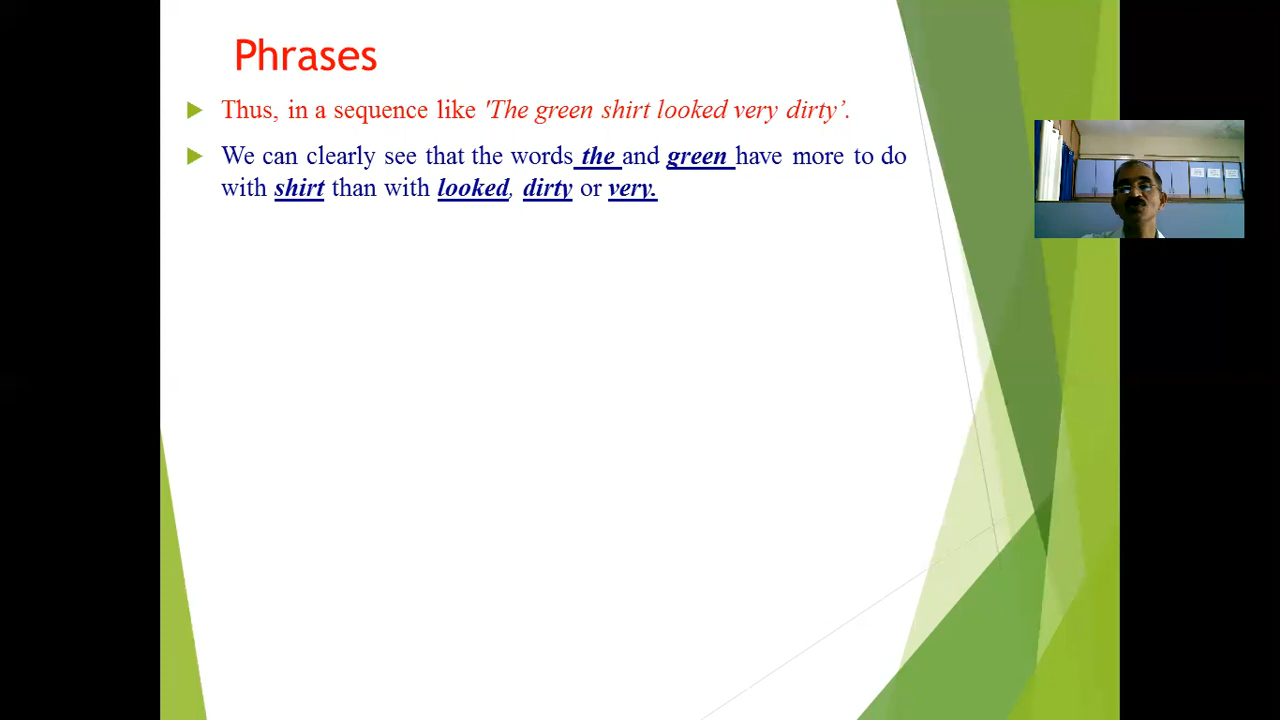 Phrases
Thus, in a sequence like 'The green shirt looked very dirty’.
We can clearly see that the words the and green have more to do
with shirt than with looked, dirty or very.